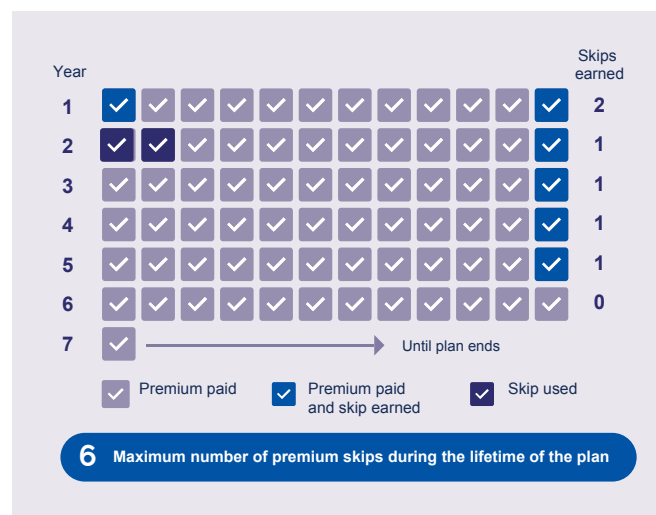 Skips
earned
Year
1 2
2 1
3 1
4 1
5 1
6 0
7 Until plan ends
Premium paid
Premium paid
and skip earned
Skip used
6 Maximum number of premium skips during the lifetime of the plan